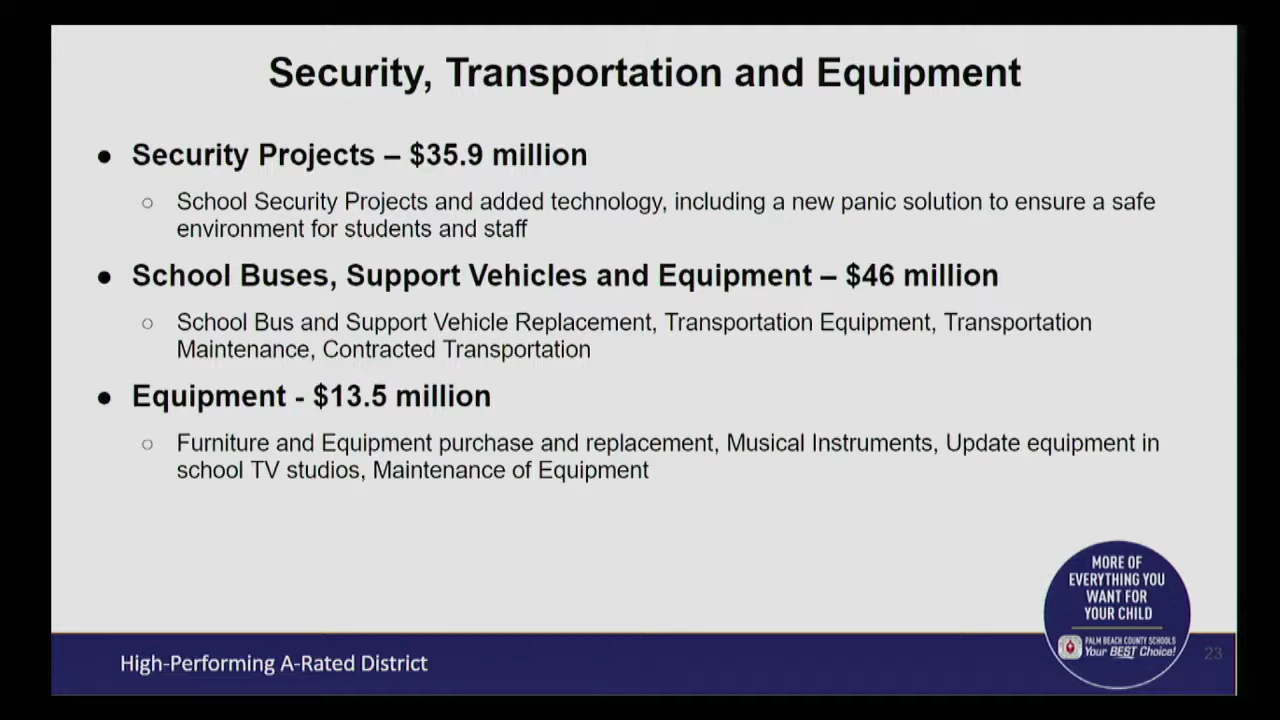 Security, Transportation and Equipment
● Security Projects – $35.9 million
○ School Security Projects and added technology, including a new panic solution to ensure a safe
environment for students and staff
● School Buses, Support Vehicles and Equipment – $46 million
○ School Bus and Support Vehicle Replacement, Transportation Equipment, Transportation
Maintenance, Contracted Transportation
● Equipment - $13.5 million
○ Furniture and Equipment purchase and replacement, Musical Instruments, Update equipment in
school TV studios, Maintenance of Equipment
MORE OF
EVERYTHING YOU
WANT FOR
YOUR CHILD
PALM BEACH COUNTY SCHOOLS
Your BEST Choice!
High-Performing A-Rated District
23